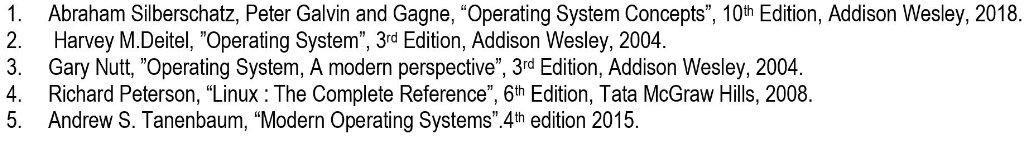 1. Abraham Silberschatz, Peter Galvin and Gagne, “Operating System Concepts”, 10th Edition, Addison Wesley, 2018.
2. Harvey M.Deitel, ”Operating System”, 3rd Edition, Addison Wesley, 2004.
3. Gary Nutt, ”Operating System, A modern perspective”, 3rd Edition, Addison Wesley, 2004.
4. Richard Peterson, “Linux : The Complete Reference”, 6th Edition, Tata McGraw Hills, 2008.
5. Andrew S. Tanenbaum, “Modern Operating Systems”.4th edition 2015.